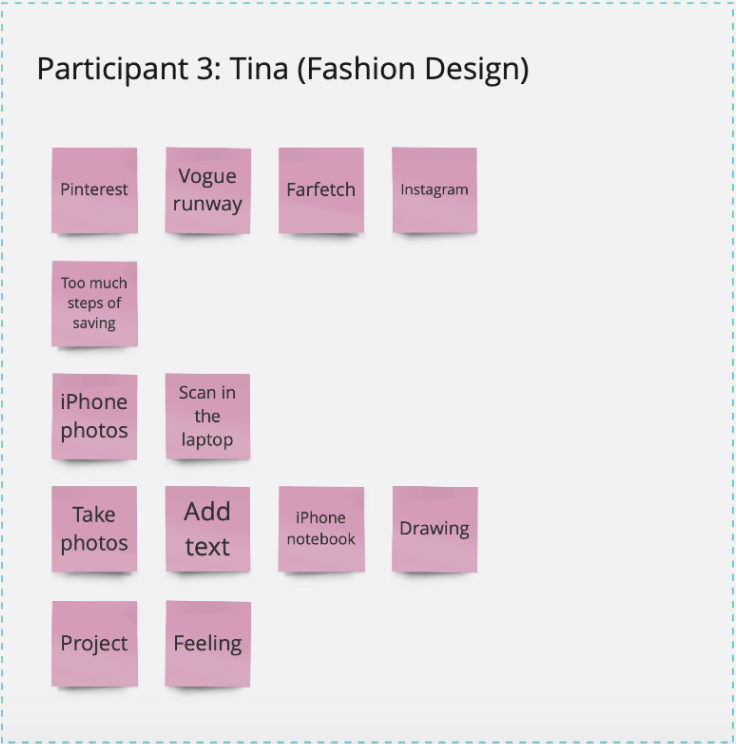 Participant 3: Tina (Fashion Design)
Pinterest
Vogue
runway
Farfetch
Instagram
Too much
steps of
saving
iPhone
photos
Scan in
the
laptop
Take
photos
Add
text
iPhone
notebook
Drawing
Project
Feeling